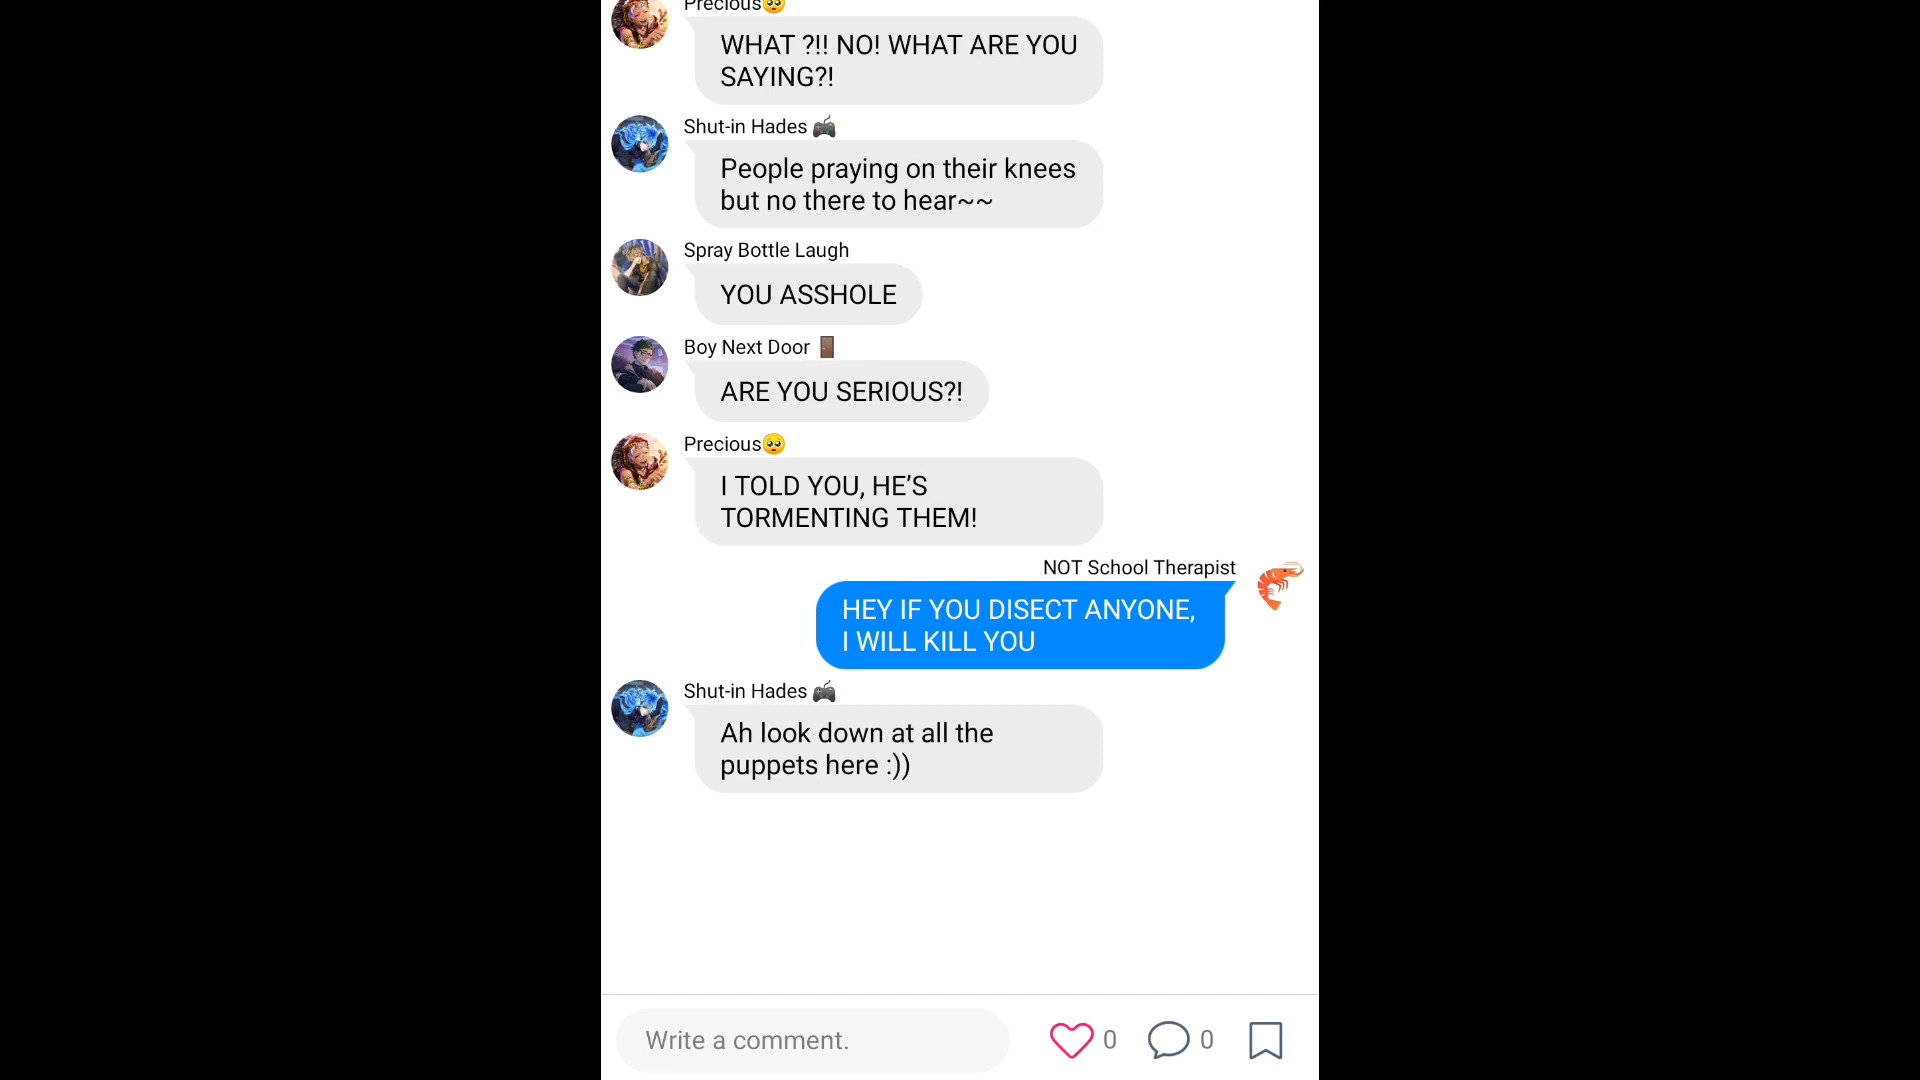 Precious🥺
WHAT ?!! NO! WHAT ARE YOU
SAYING?!
Shut-in Hades 🎮
People praying on their knees
but no there to hear~~
Spray Bottle Laugh
YOU ASSHOLE
Boy Next Door 🚪
ARE YOU SERIOUS?!
Precious🥺
I TOLD YOU, HE’S
TORMENTING THEM!
NOT School Therapist
HEY IF YOU DISECT ANYONE,
I WILL KILL YOU
Shut-in Hades 🎮
Ah look down at all the
puppets here :))
Write a comment.
0
0